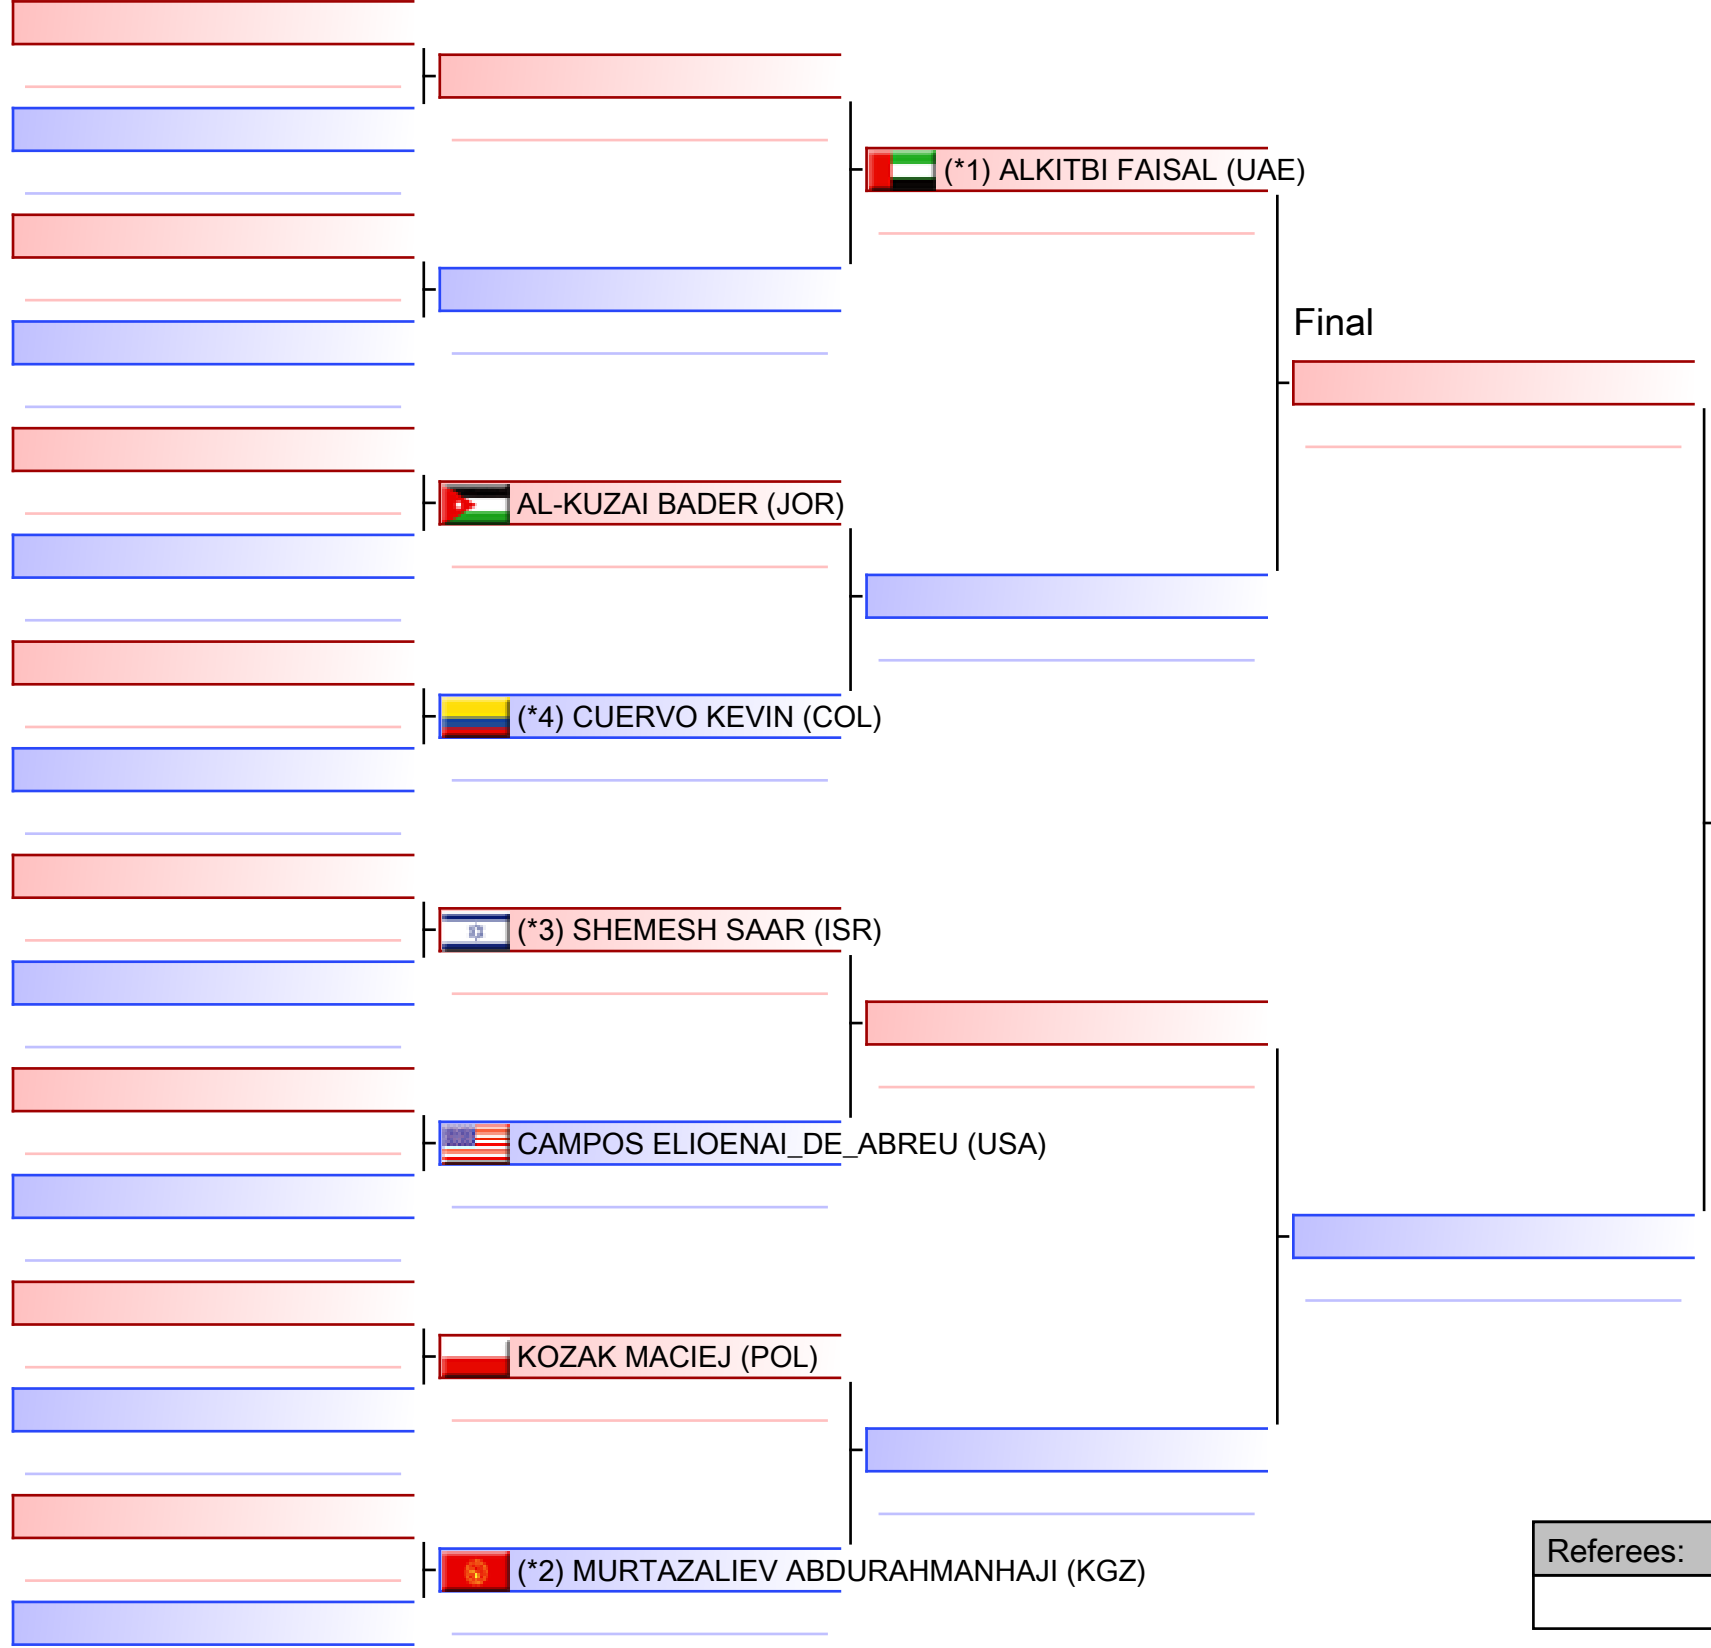 (*1) ALKITBI FAISAL (UAE)
Final
AL-KUZAI BADER (JOR)
(*4) CUERVO KEVIN (COL)
(*3) SHEMESH SAAR (ISR)
CAMPOS ELIOENAI_DE_ABREU (USA)
KOZAK MACIEJ (POL)
(*2) MURTAZALIEV ABDURAHMANHAJI (KGZ)
Referees: